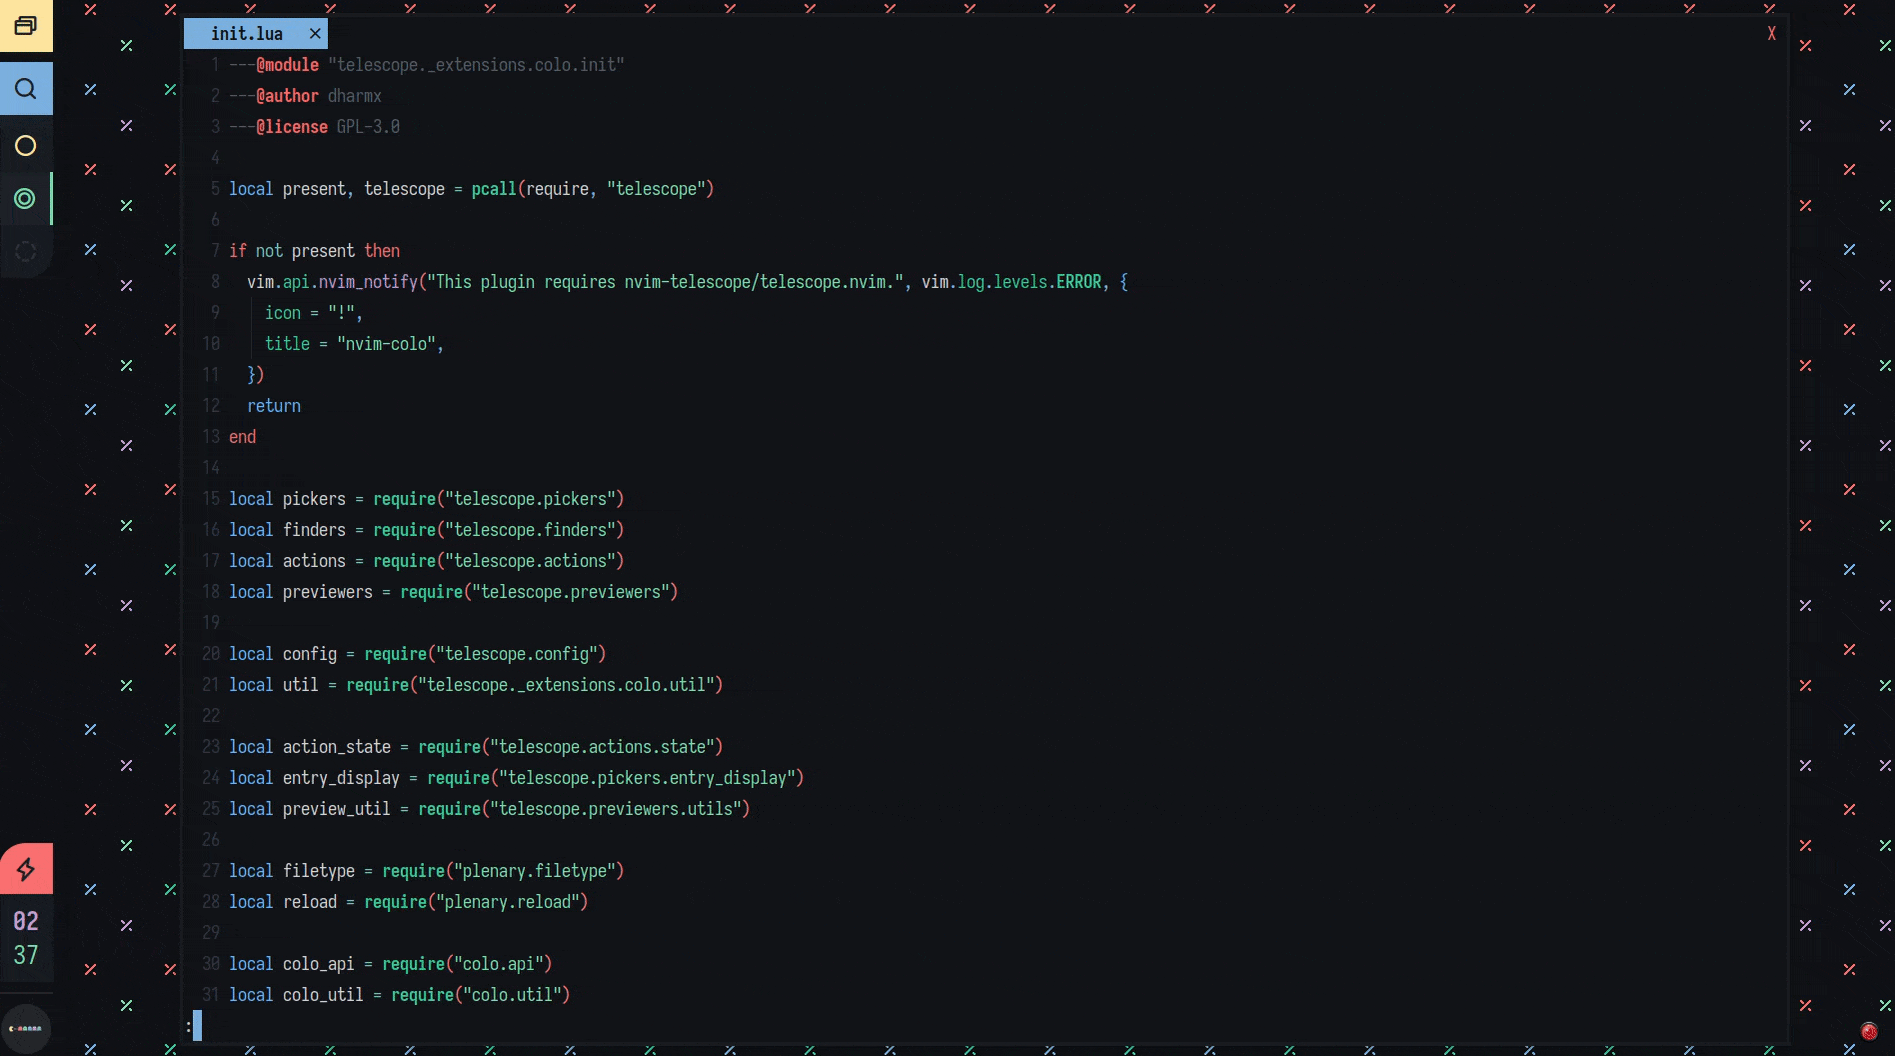 init.lua ✕ X
1 ---@module "telescope._extensions.colo.init"
2 ---@author dharmx
3 ---@license GPL-3.0
4
5 local present, telescope = pcall(require, "telescope")
6
7 if not present then
8 vim.api.nvim_notify("This plugin requires nvim-telescope/telescope.nvim.", vim.log.levels.ERROR, {
9 icon = "!",
10 title = "nvim-colo",
11 })
12 return
13 end
14
15 local pickers = require("telescope.pickers")
16 local finders = require("telescope.finders")
17 local actions = require("telescope.actions")
18 local previewers = require("telescope.previewers")
19
20 local config = require("telescope.config")
21 local util = require("telescope._extensions.colo.util")
22
23 local action_state = require("telescope.actions.state")
24 local entry_display = require("telescope.pickers.entry_display")
25 local preview_util = require("telescope.previewers.utils")
26
27 local filetype = require("plenary.filetype")
28 local reload = require("plenary.reload")
29
30 local colo_api = require("colo.api")
31 local colo_util = require("colo.util")
:
02
37